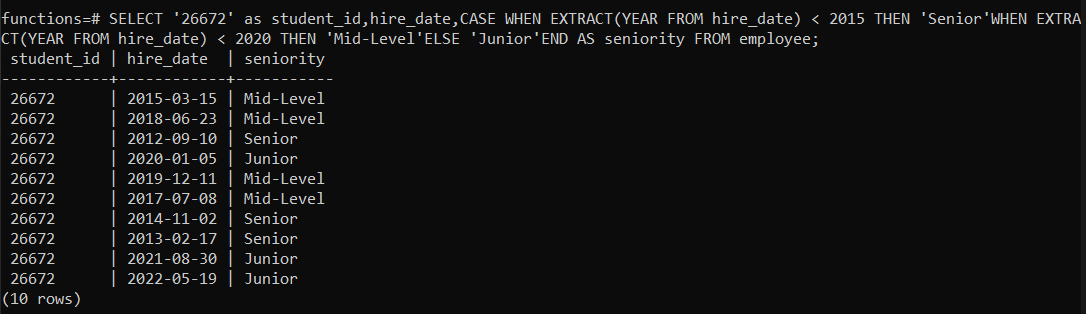 functions=# SELECT '26672' as student_id,hire_date,CASE WHEN EXTRACT(YEAR FROM hire_date) < 2015 THEN 'Senior'WHEN EXTRA
CT(YEAR FROM hire_date) < 2020 THEN 'Mid-Level'ELSE 'Junior'END AS seniority FROM employee;
 student_id | hire_date  | seniority
------------+------------+-----------
 26672      | 2015-03-15 | Mid-Level
 26672      | 2018-06-23 | Mid-Level
 26672      | 2012-09-10 | Senior
 26672      | 2020-01-05 | Junior
 26672      | 2019-12-11 | Mid-Level
 26672      | 2017-07-08 | Mid-Level
 26672      | 2014-11-02 | Senior
 26672      | 2013-02-17 | Senior
 26672      | 2021-08-30 | Junior
 26672      | 2022-05-19 | Junior
(10 rows)